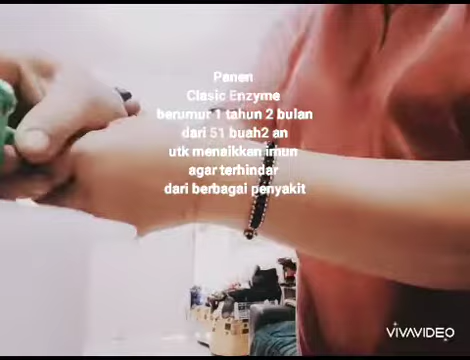 Panen
Clasic Enzyme
berumur 1 tahun 2 bulan
dari 51 buah2 an
utk menaikkan imun
agar terhindar
dari berbagai penyakit
VIVAVIDEO